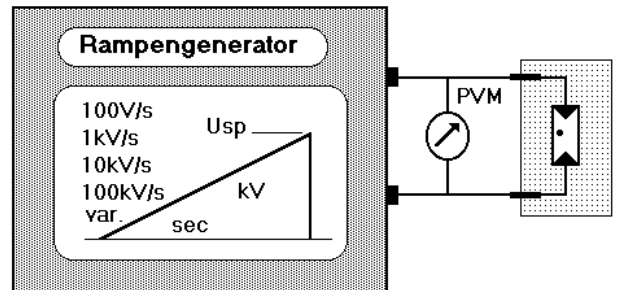 Rampengenerator
100V/s
1kV/s
10kV/s
100kV/s
var.
Usp
kV
sec
PVM